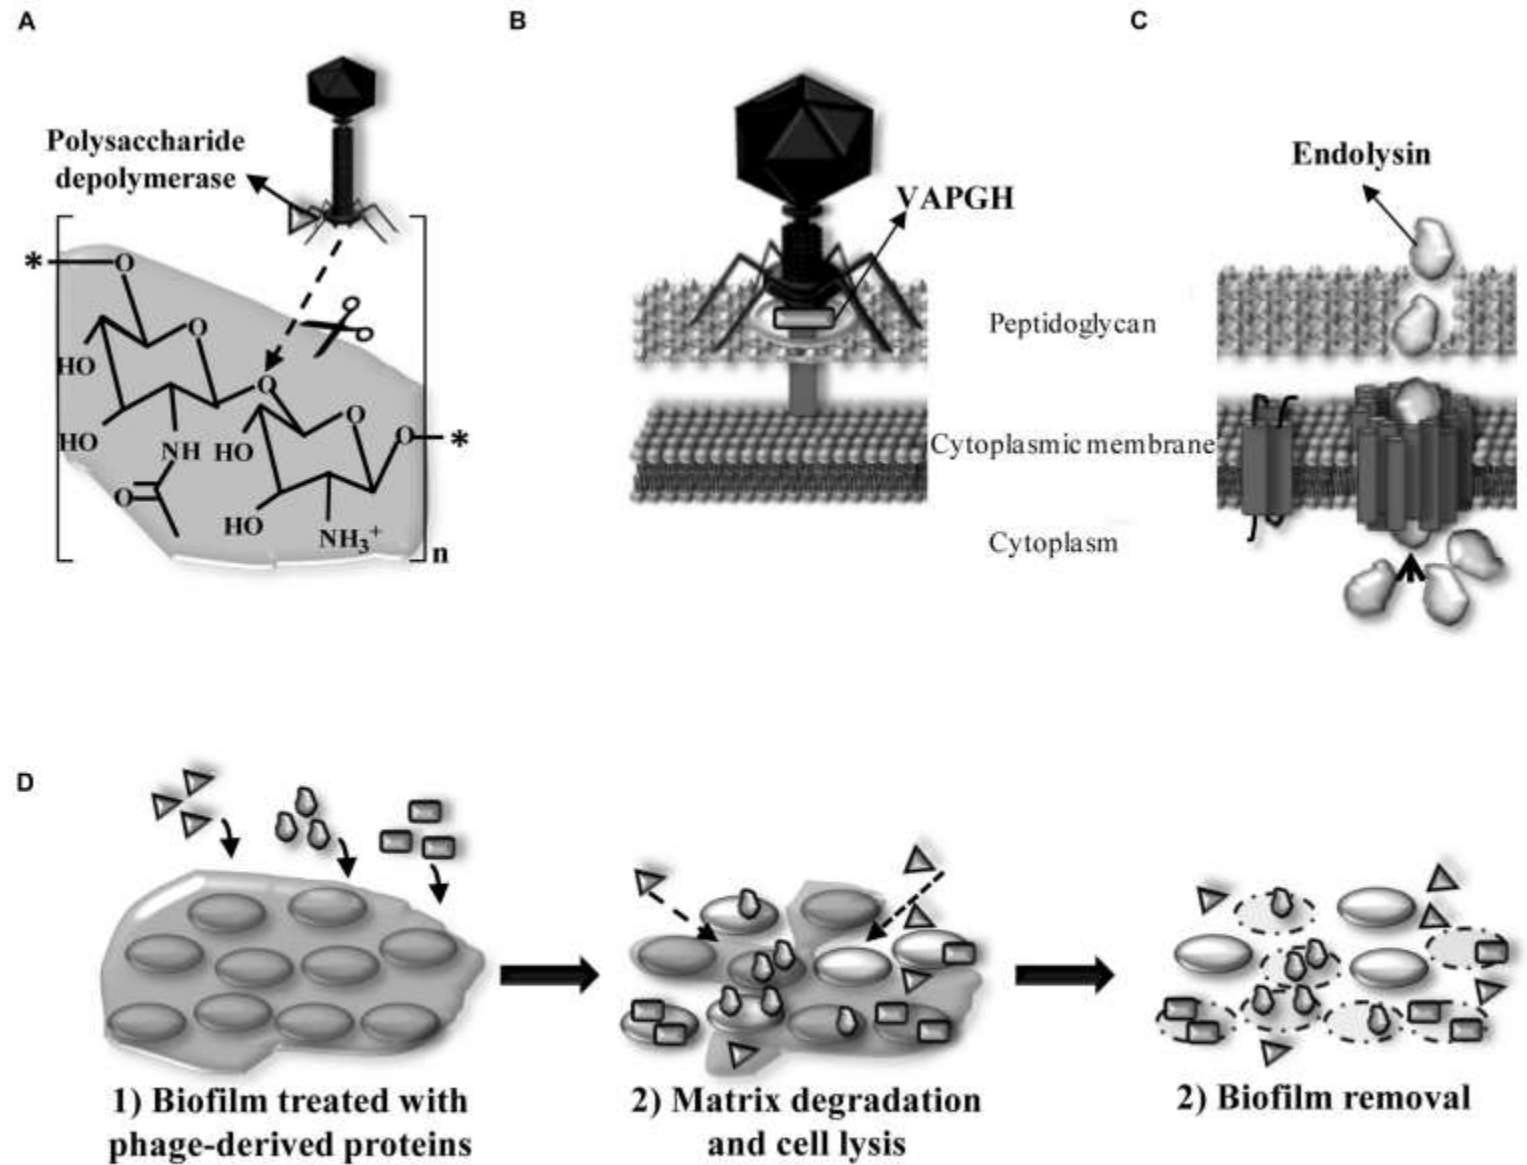 A
B
C
Polysaccharide
depolymerase
*
O
O
HO
HO
NH
O
O
HO
HO
O
NH3+
O
*
n
VAPGH
Endolysin
Peptidoglycan
Cytoplasmic membrane
Cytoplasm
D
1) Biofilm treated with
phage-derived proteins
2) Matrix degradation
and cell lysis
2) Biofilm removal